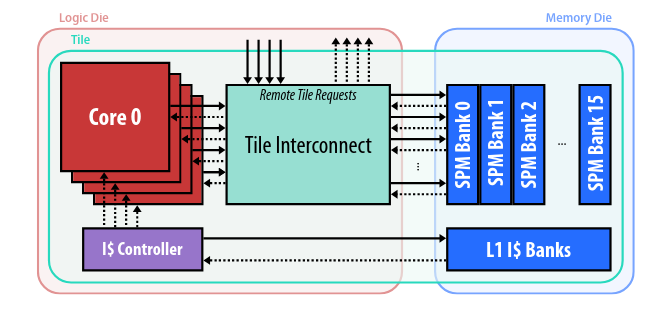 Logic Die
Memory Die
Tile
Remote Tile Requests
Core 0
Tile Interconnect
SPM Bank 0
SPM Bank 1
SPM Bank 2
...
SPM Bank 15
...
I$ Controller
L1 I$ Banks